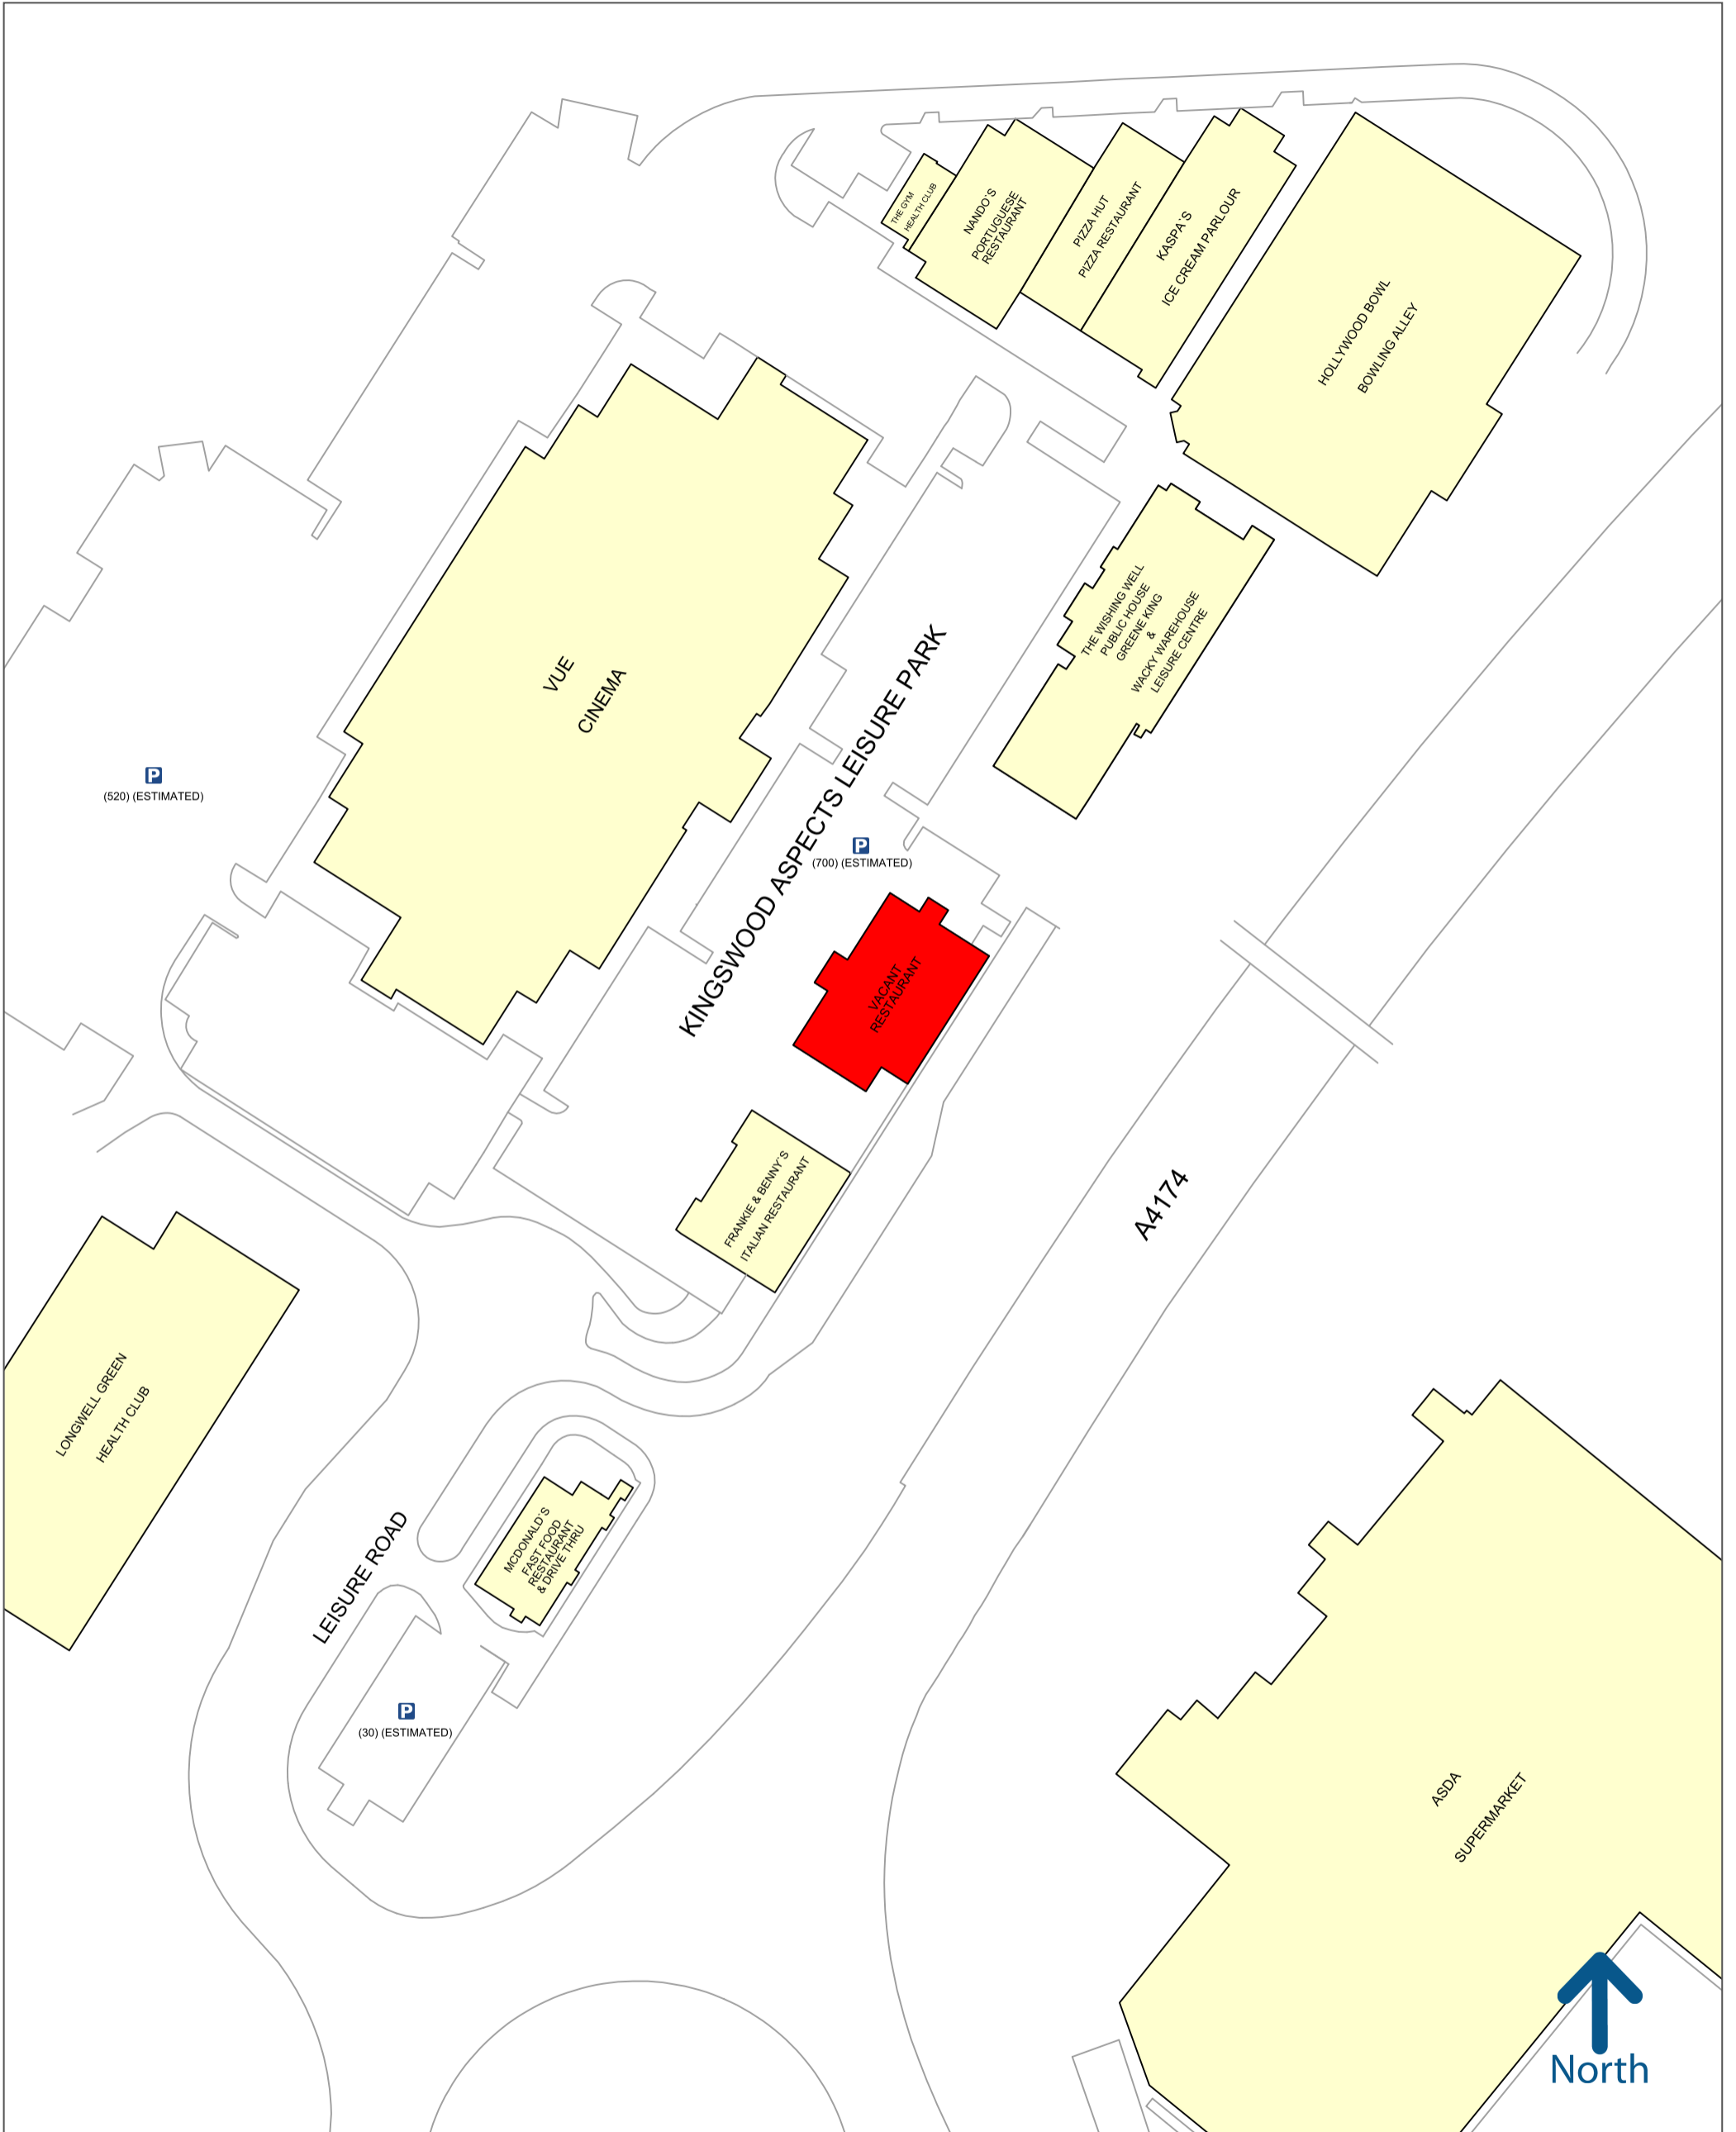 THE GYM
HEALTH CLUB
NANDO`S
PORTUGUESE
RESTAURANT
PIZZA HUT
PIZZA RESTAURANT
KASPA`S
ICE CREAM PARLOUR
HOLLYWOOD BOWL
BOWLING ALLEY
THE WISHING WELL
PUBLIC HOUSE
GREENE KING
&
WACKY WAREHOUSE
LEISURE CENTRE
VUE
CINEMA
KINGSWOOD ASPECTS LEISURE PARK
P
(520) (ESTIMATED)
P
(700) (ESTIMATED)
VACANT
RESTAURANT
FRANKIE & BENNY`S
ITALIAN RESTAURANT
A4174
LONGWELL GREEN
HEALTH CLUB
MCDONALD`S
FAST FOOD
RESTAURANT
& DRIVE THRU
LEISURE ROAD
P
(30) (ESTIMATED)
ASDA
SUPERMARKET
North